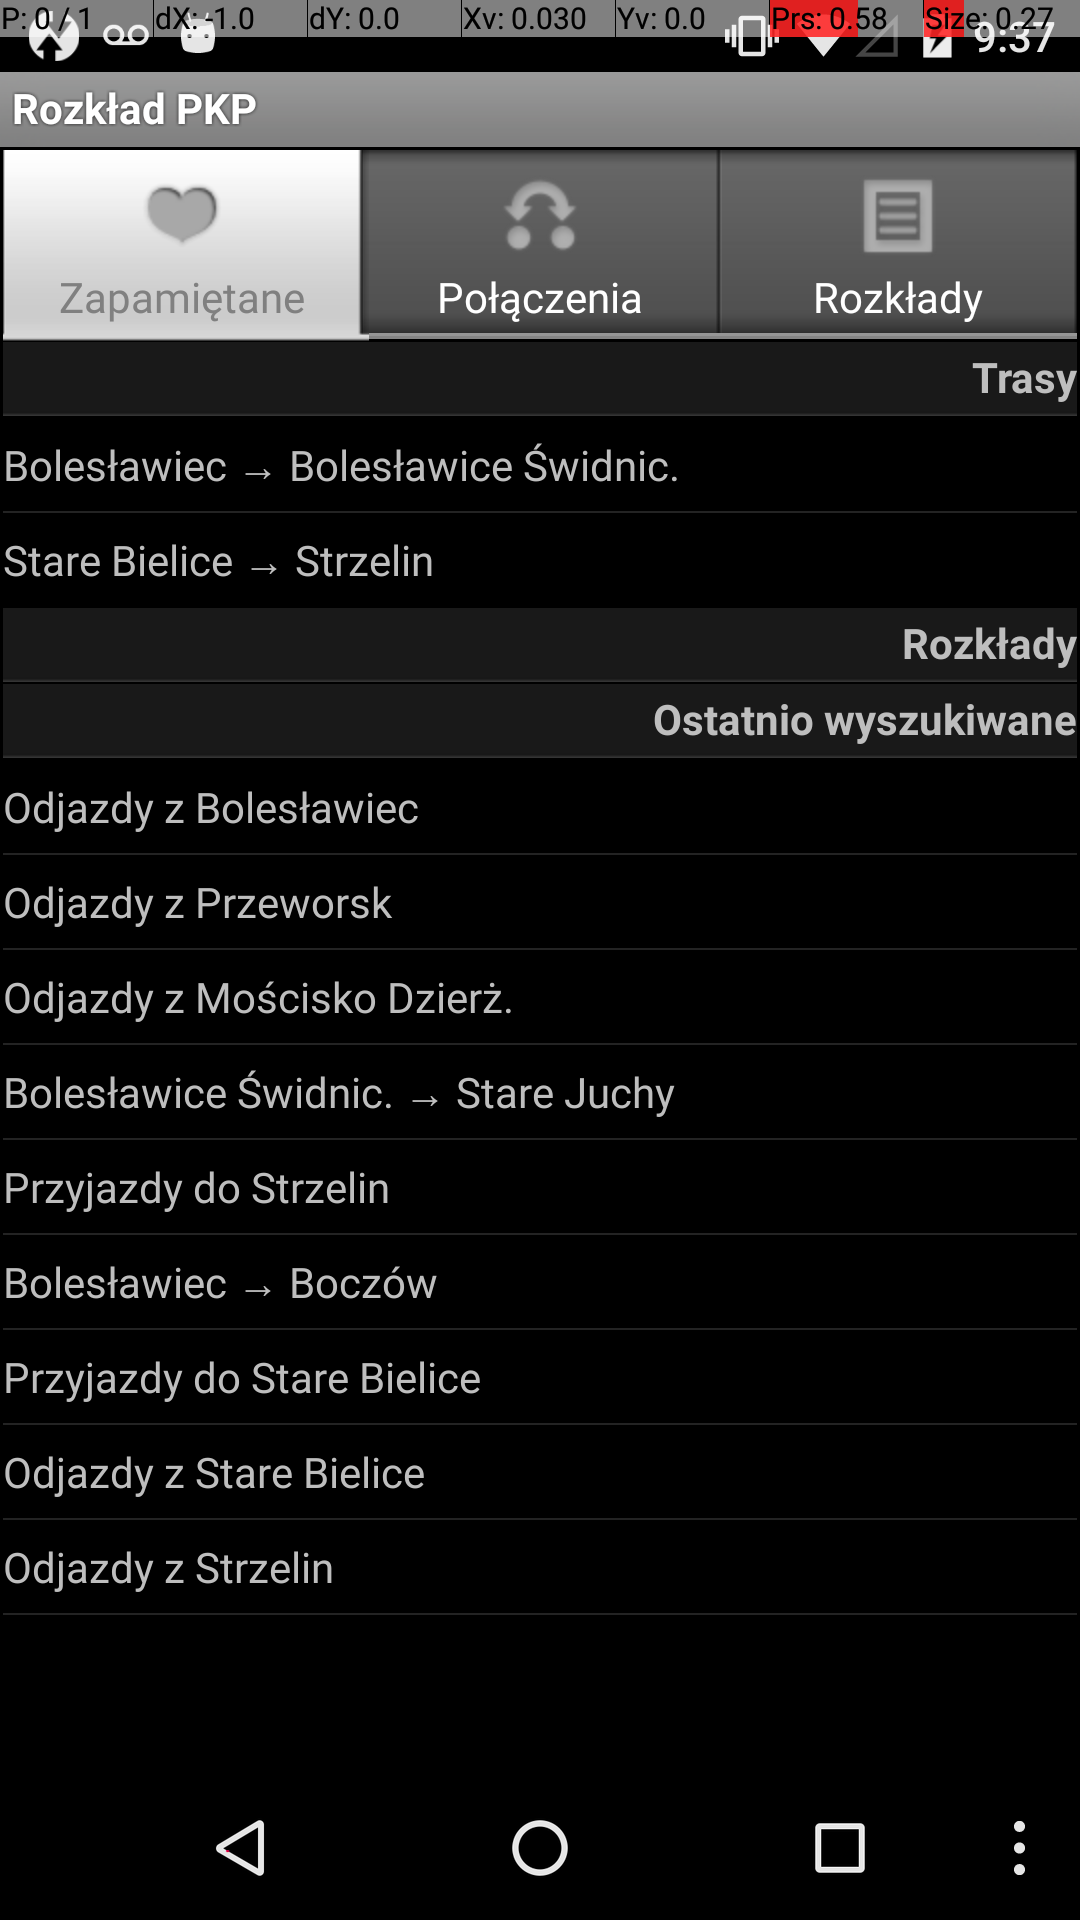 P: 0 / 1 dX: -1.0 dY: 0.0 Xv: 0.030 Yv: 0.0 Prs: 0.58 Size: 0.27
9:37
Rozkład PKP
Zapamiętane Połączenia Rozkłady
Trasy
Bolesławiec → Bolesławice Świdnic.
Stare Bielice → Strzelin
Rozkłady
Ostatnio wyszukiwane
Odjazdy z Bolesławiec
Odjazdy z Przeworsk
Odjazdy z Mościsko Dzierż.
Bolesławice Świdnic. → Stare Juchy
Przyjazdy do Strzelin
Bolesławiec → Boczów
Przyjazdy do Stare Bielice
Odjazdy z Stare Bielice
Odjazdy z Strzelin